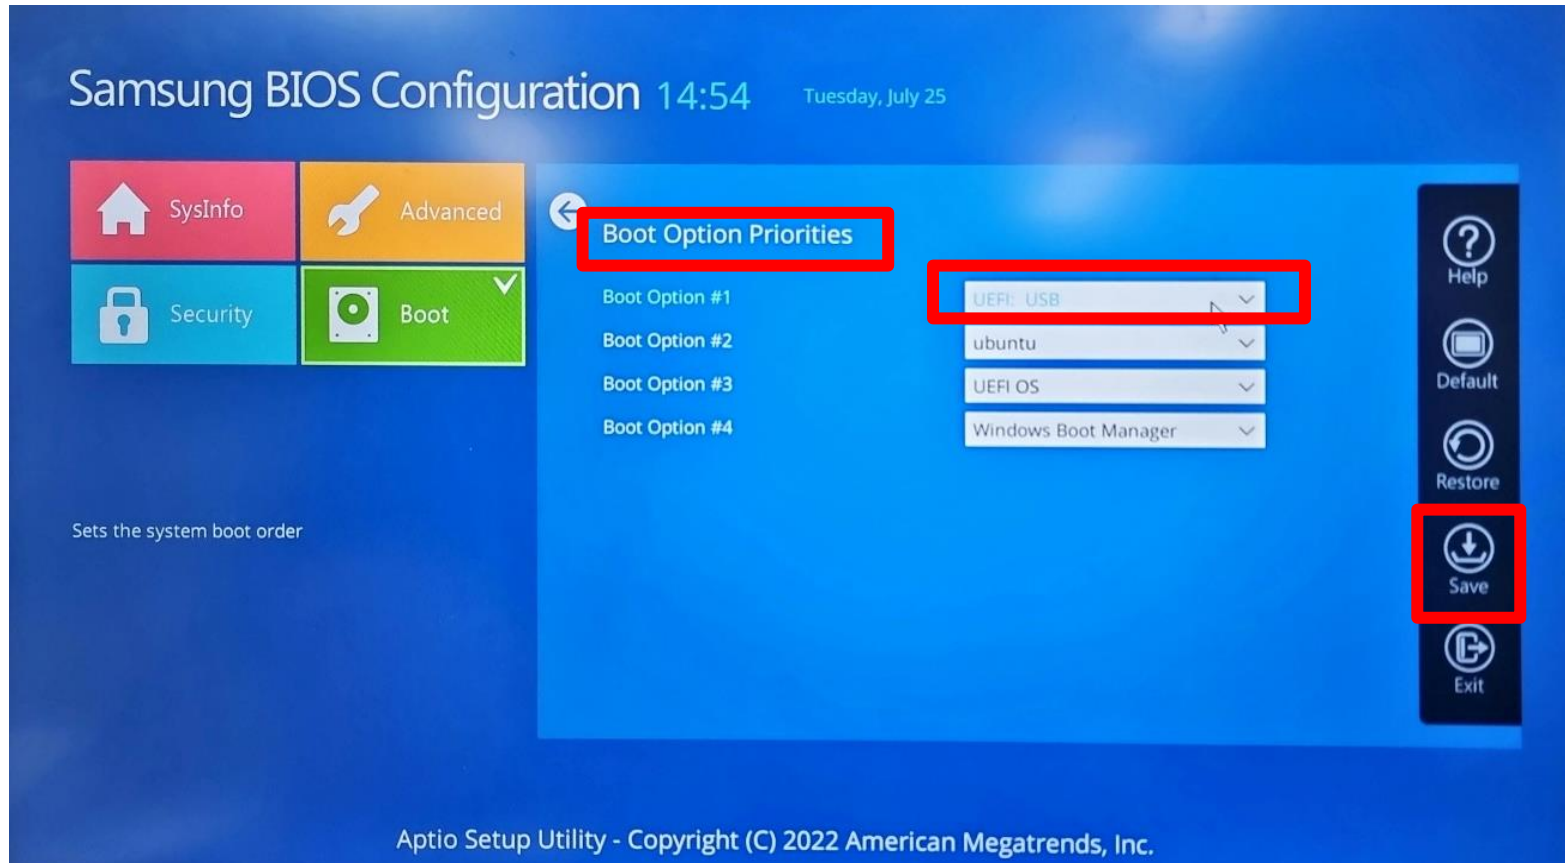 Samsung BIOS Configuration 14:54 Tuesday, July 25
SysInfo
Advanced
Security
Boot
Sets the system boot order
Boot Option Priorities
Boot Option #1 UEFI: USB
Boot Option #2 ubuntu
Boot Option #3 UEFI OS
Boot Option #4 Windows Boot Manager
Help
Default
Restore
Save
Exit
Aptio Setup Utility - Copyright (C) 2022 American Megatrends, Inc.